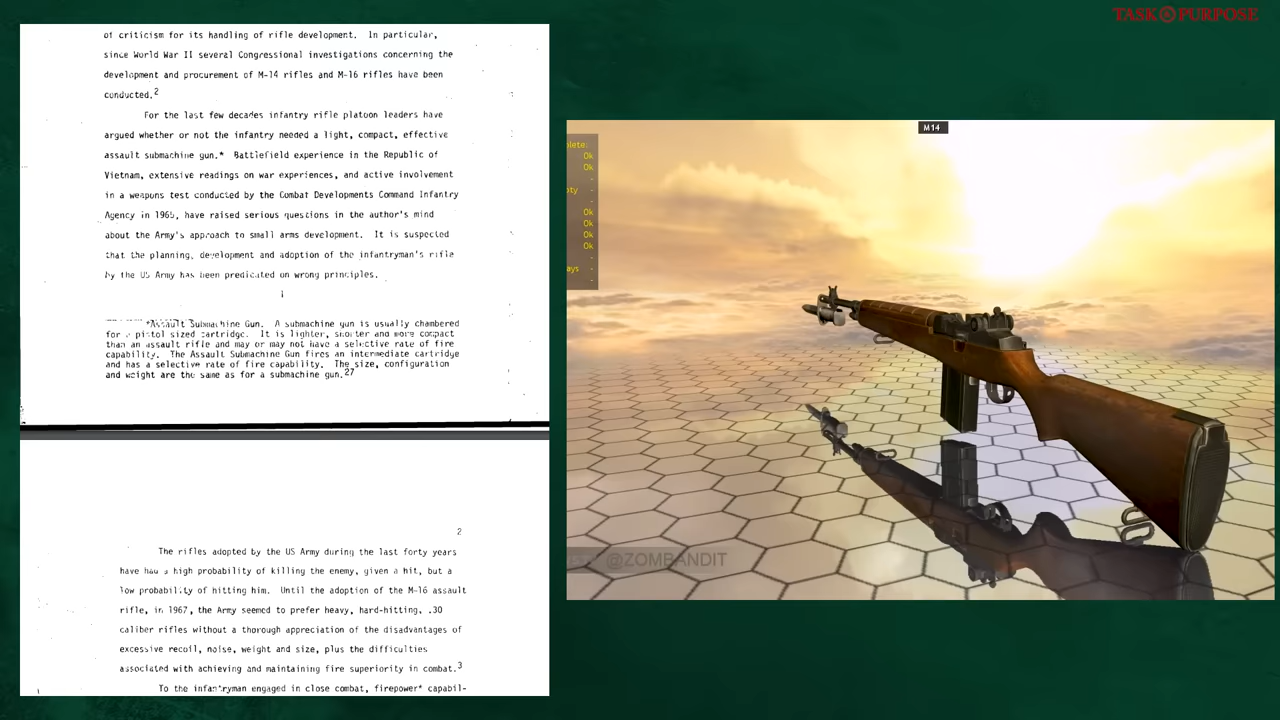 TASK PURPOSE
of criticism for its handling of rifle development. In particular,
since World War II several Congressional investigations concerning the
development and procurement of M-14 rifles and M-16 rifles have been
conducted.2
For the last few decades infantry rifle platoon leaders have
argued whether or not the infantry needed a light, compact, effective
assault submachine gun.* Battlefield experience in the Republic of
Vietnam, extensive readings on war experiences, and active involvement
in a weapons test conducted by the Combat Developments Command Infantry
Agency in 1965, have raised serious questions in the author's mind
about the Army's approach to small arms development. It is suspected
that the planning, development and adoption of the infantryman's rifle
by the US Army has been predicated on wrong principles.
1
*Assault Submachine Gun. A submachine gun is usually chambered
for a pistol sized cartridge. It is lighter, shorter and more compact
than an assault rifle and may or may not have a selective rate of fire
capability. The Assault Submachine Gun fires an intermediate cartridge
and has a selective rate of fire capability. The size, configuration
and weight are the same as for a submachine gun.27
2
The rifles adopted by the US Army during the last forty years
have had a high probability of killing the enemy, given a hit, but a
low probability of hitting him. Until the adoption of the M-16 assault
rifle, in 1967, the Army seemed to prefer heavy, hard-hitting, .30
caliber rifles without a thorough appreciation of the disadvantages of
excessive recoil, noise, weight and size, plus the difficulties
associated with achieving and maintaining fire superiority in combat.3
To the infantryman engaged in close combat, firepower* capabil-
M14
plete:
0k
0k
-
pty -
-
0k
0k
0k
0k
-
ays -
-
@ZOMBANDIT